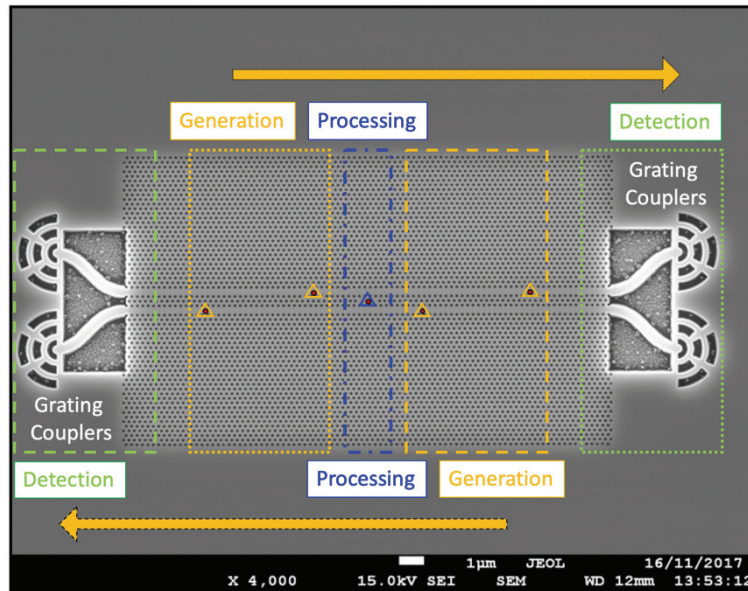 Generation
Processing
Detection
Grating
Couplers
Grating
Couplers
Detection
Processing
Generation
1μm JEOL 16/11/2017
X 4,000 15.0kV SEI SEM WD 12mm 13:53:12